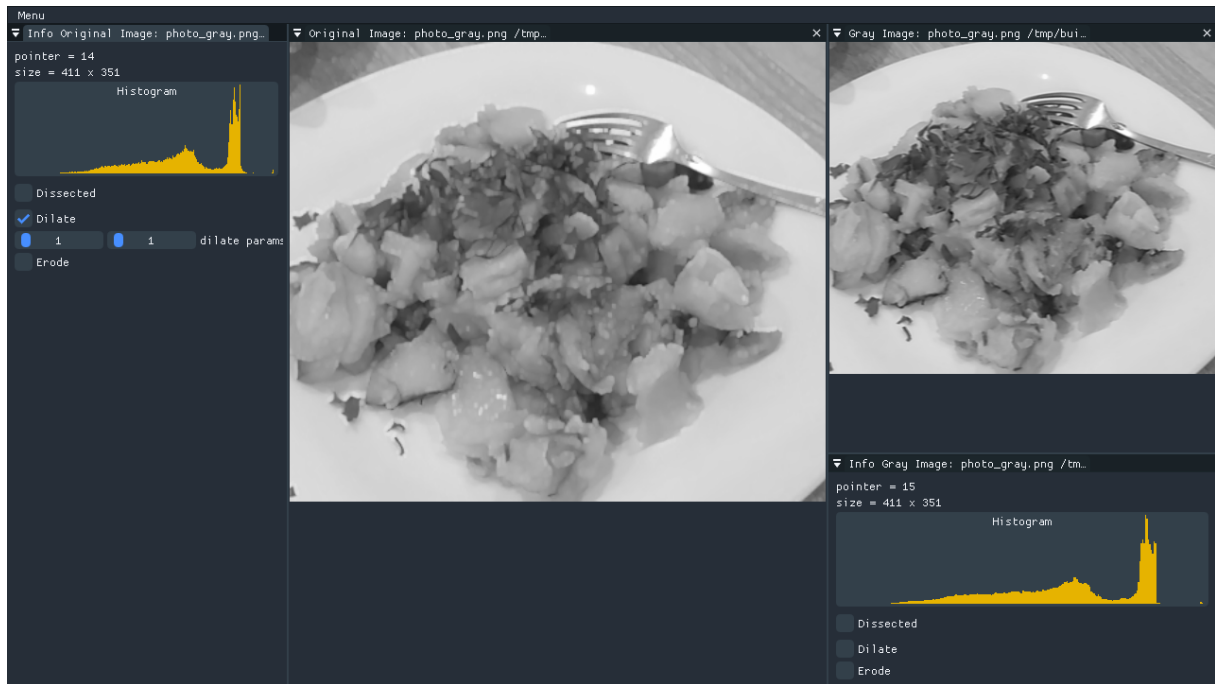 Menu
Info Original Image: photo_gray.png…
pointer = 14
size = 411 x 351
Histogram
Dissected
Dilate
1 1 dilate params
Erode
Original Image: photo_gray.png /tmp…
Gray Image: photo_gray.png /tmp/bui…
Info Gray Image: photo_gray.png /tm…
pointer = 15
size = 411 x 351
Histogram
Dissected
Dilate
Erode